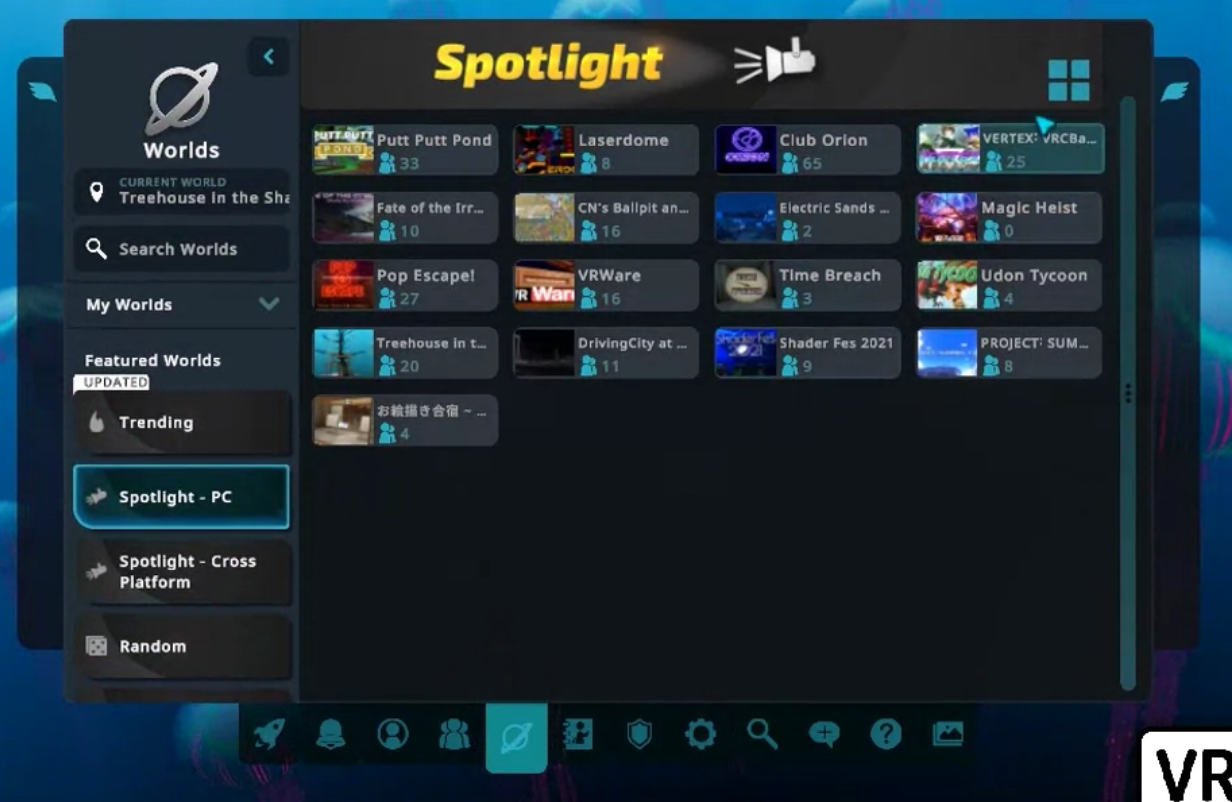 Spotlight
Worlds
CURRENT WORLD
Treehouse in the Sha
Search Worlds
My Worlds
Featured Worlds
UPDATED
Trending
Spotlight - PC
Spotlight - Cross
Platform
Random
Putt Putt Pond
33
Laserdome
8
Club Orion
65
VERTEX: VRCBa...
25
Fate of the Irr...
10
CN's Ballpit an...
16
Electric Sands ...
2
Magic Heist
0
Pop Escape!
27
VRWare
16
Time Breach
3
Udon Tycoon
4
Treehouse in t...
20
DrivingCity at ...
11
Shader Fes 2021
9
PROJECT: SUM...
8
お絵描き合宿 ~ ...
4
VR